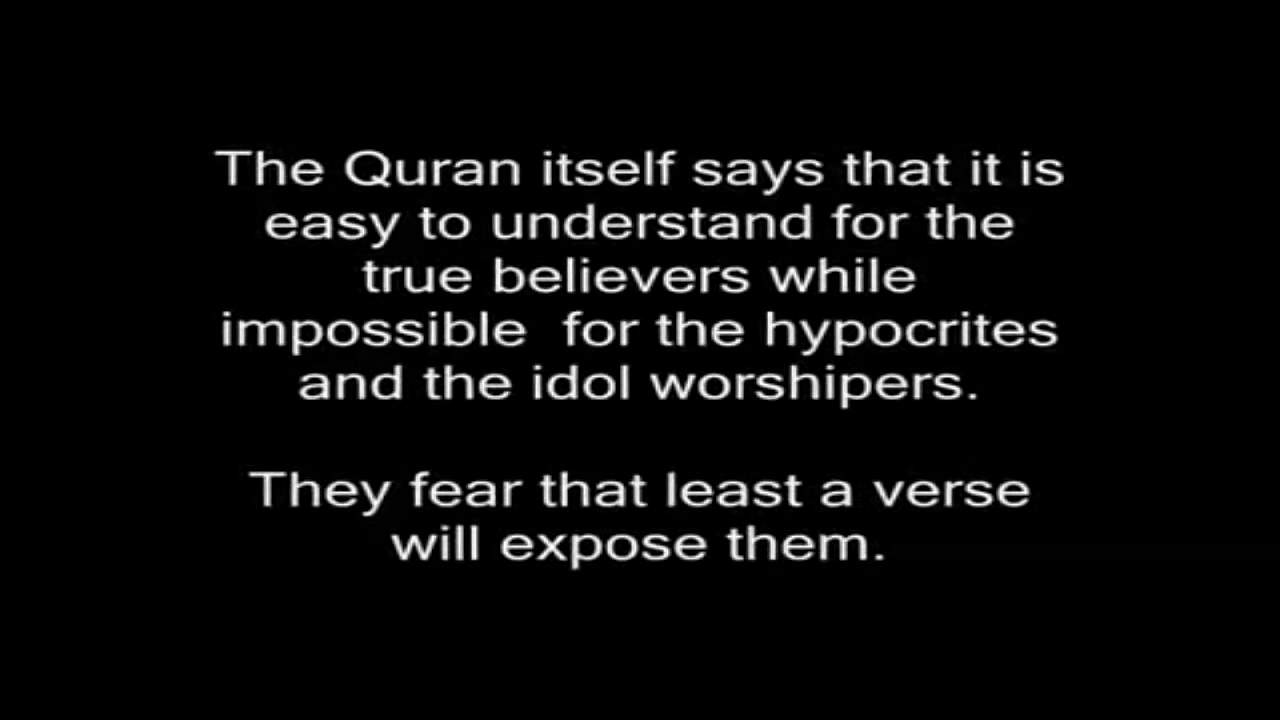 The Quran itself says that it is
easy to understand for the
true believers while
impossible  for the hypocrites
and the idol worshipers.
They fear that least a verse
will expose them.